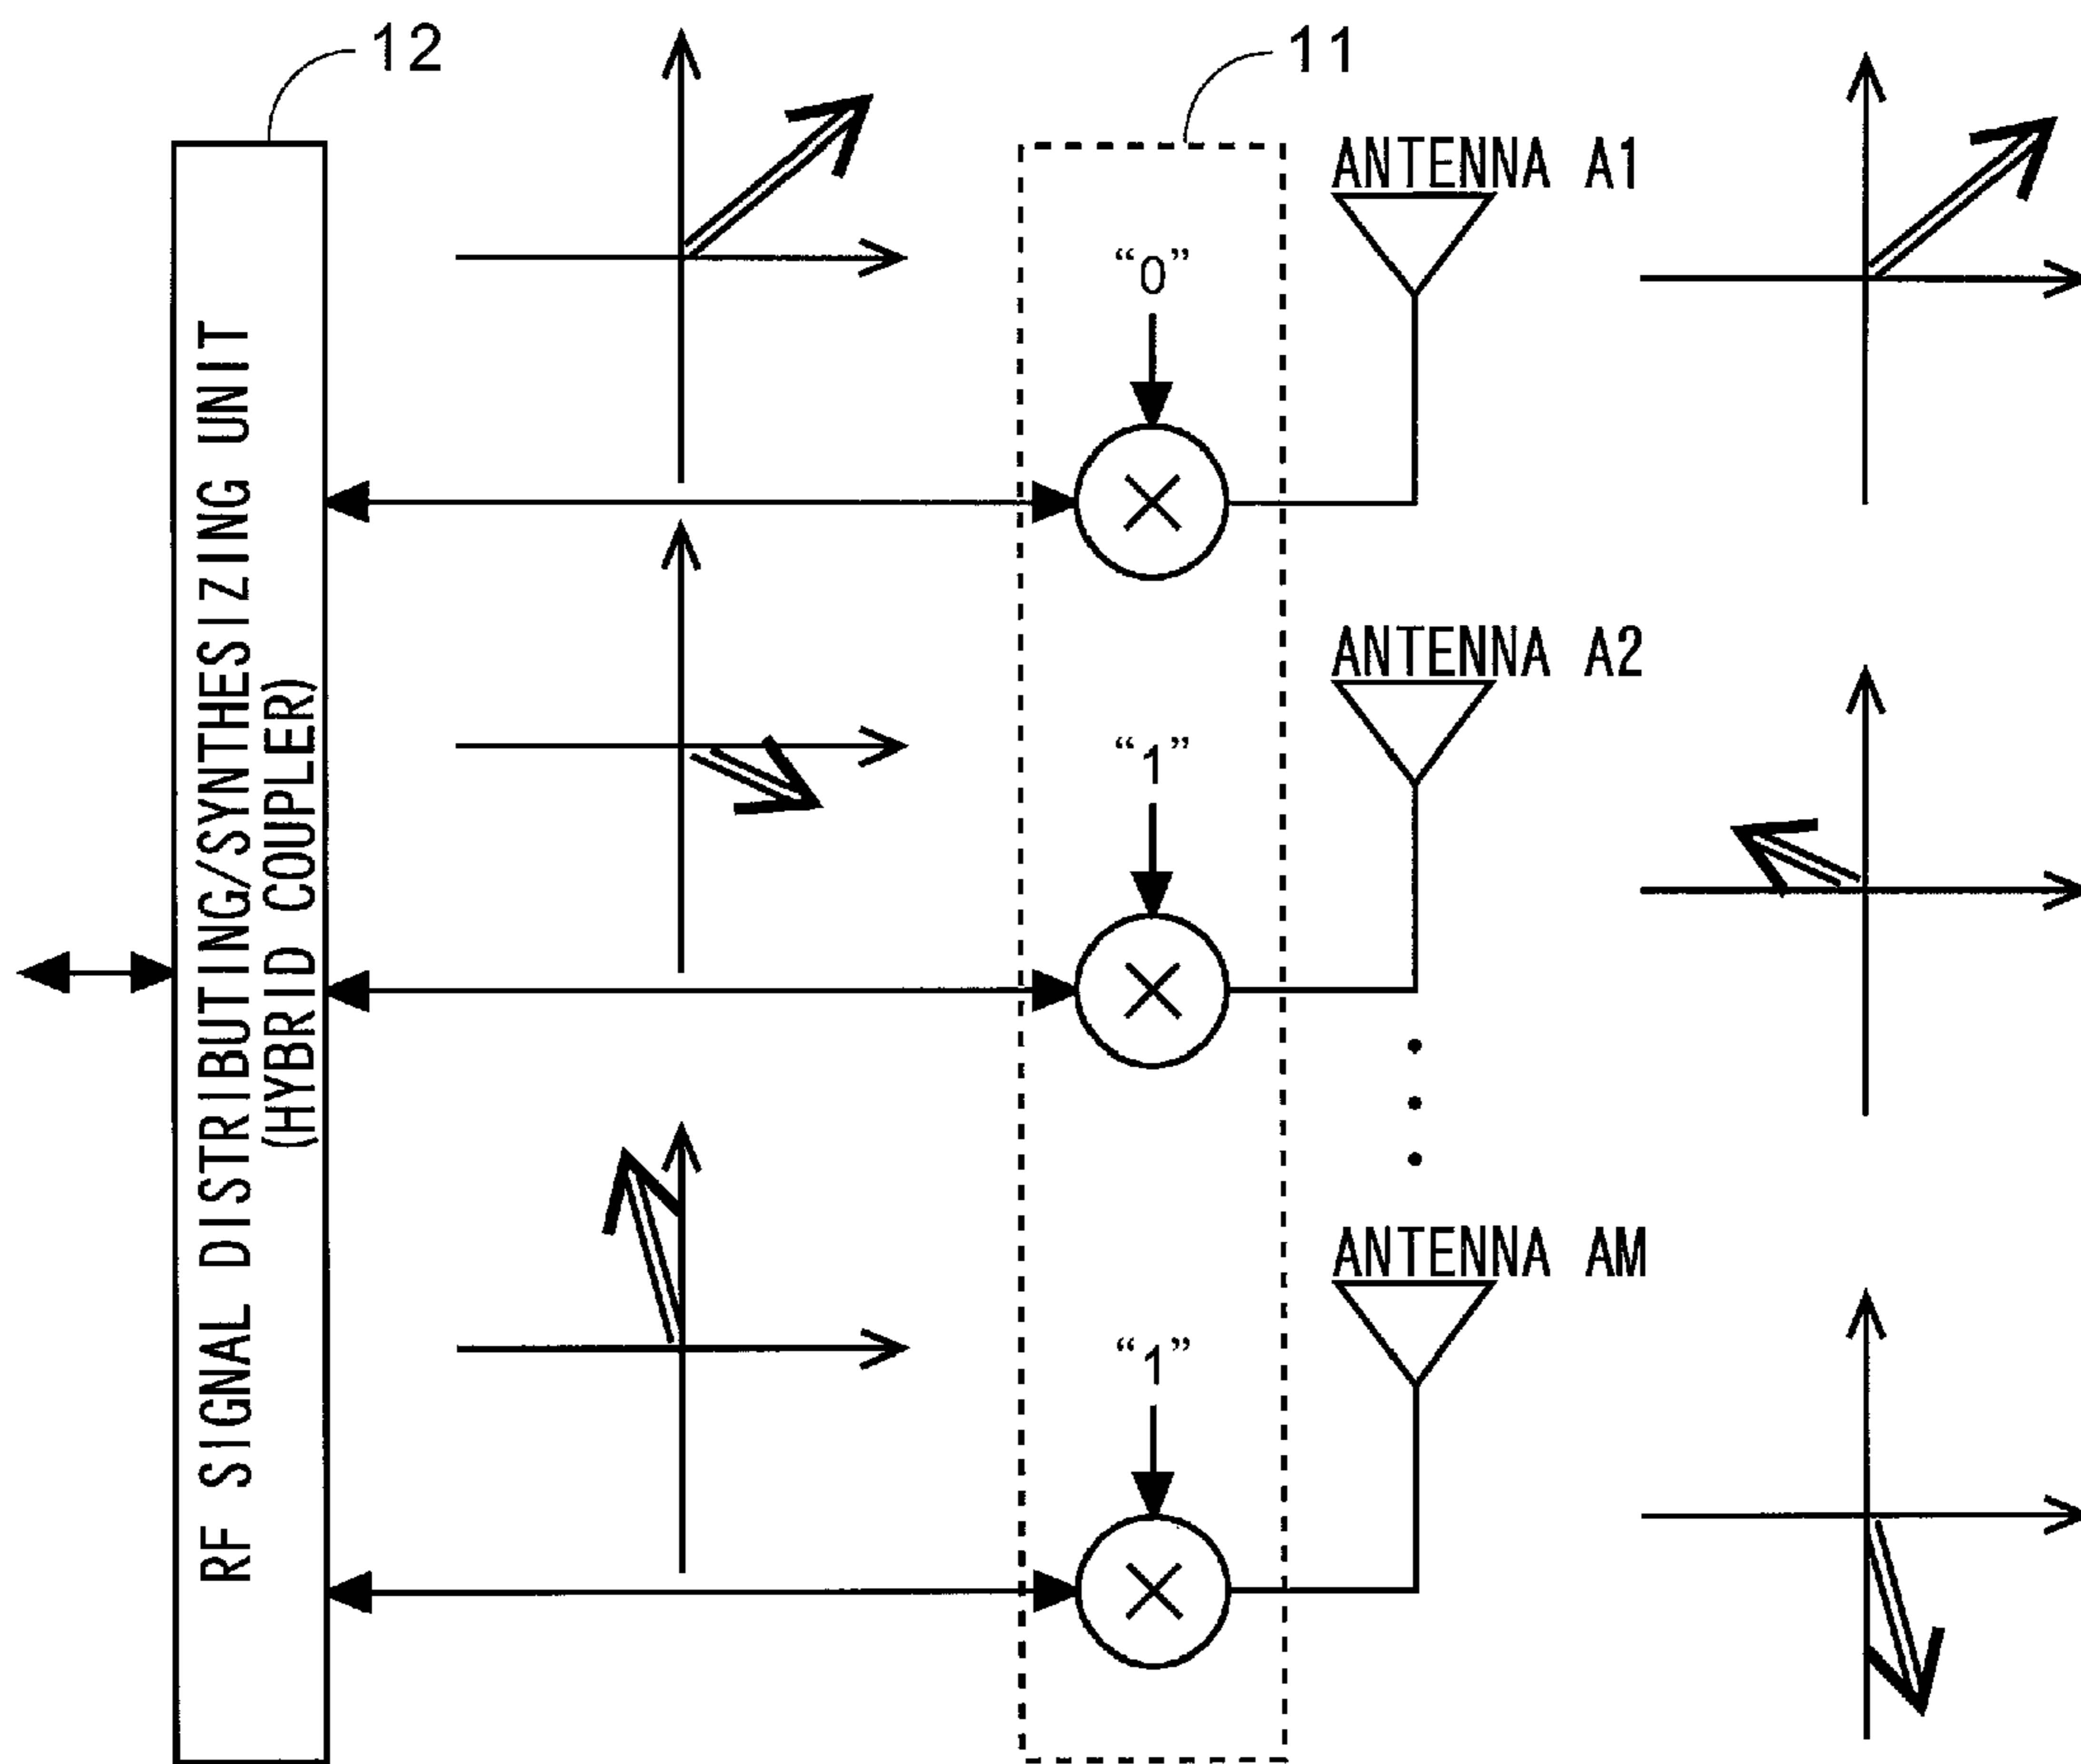 12
11
ANTENNA A1
“0”
RF SIGNAL DISTRIBUTING/SYNTHESIZING UNIT
(HYBRID COUPLER)
ANTENNA A2
“1”
ANTENNA AM
“1”